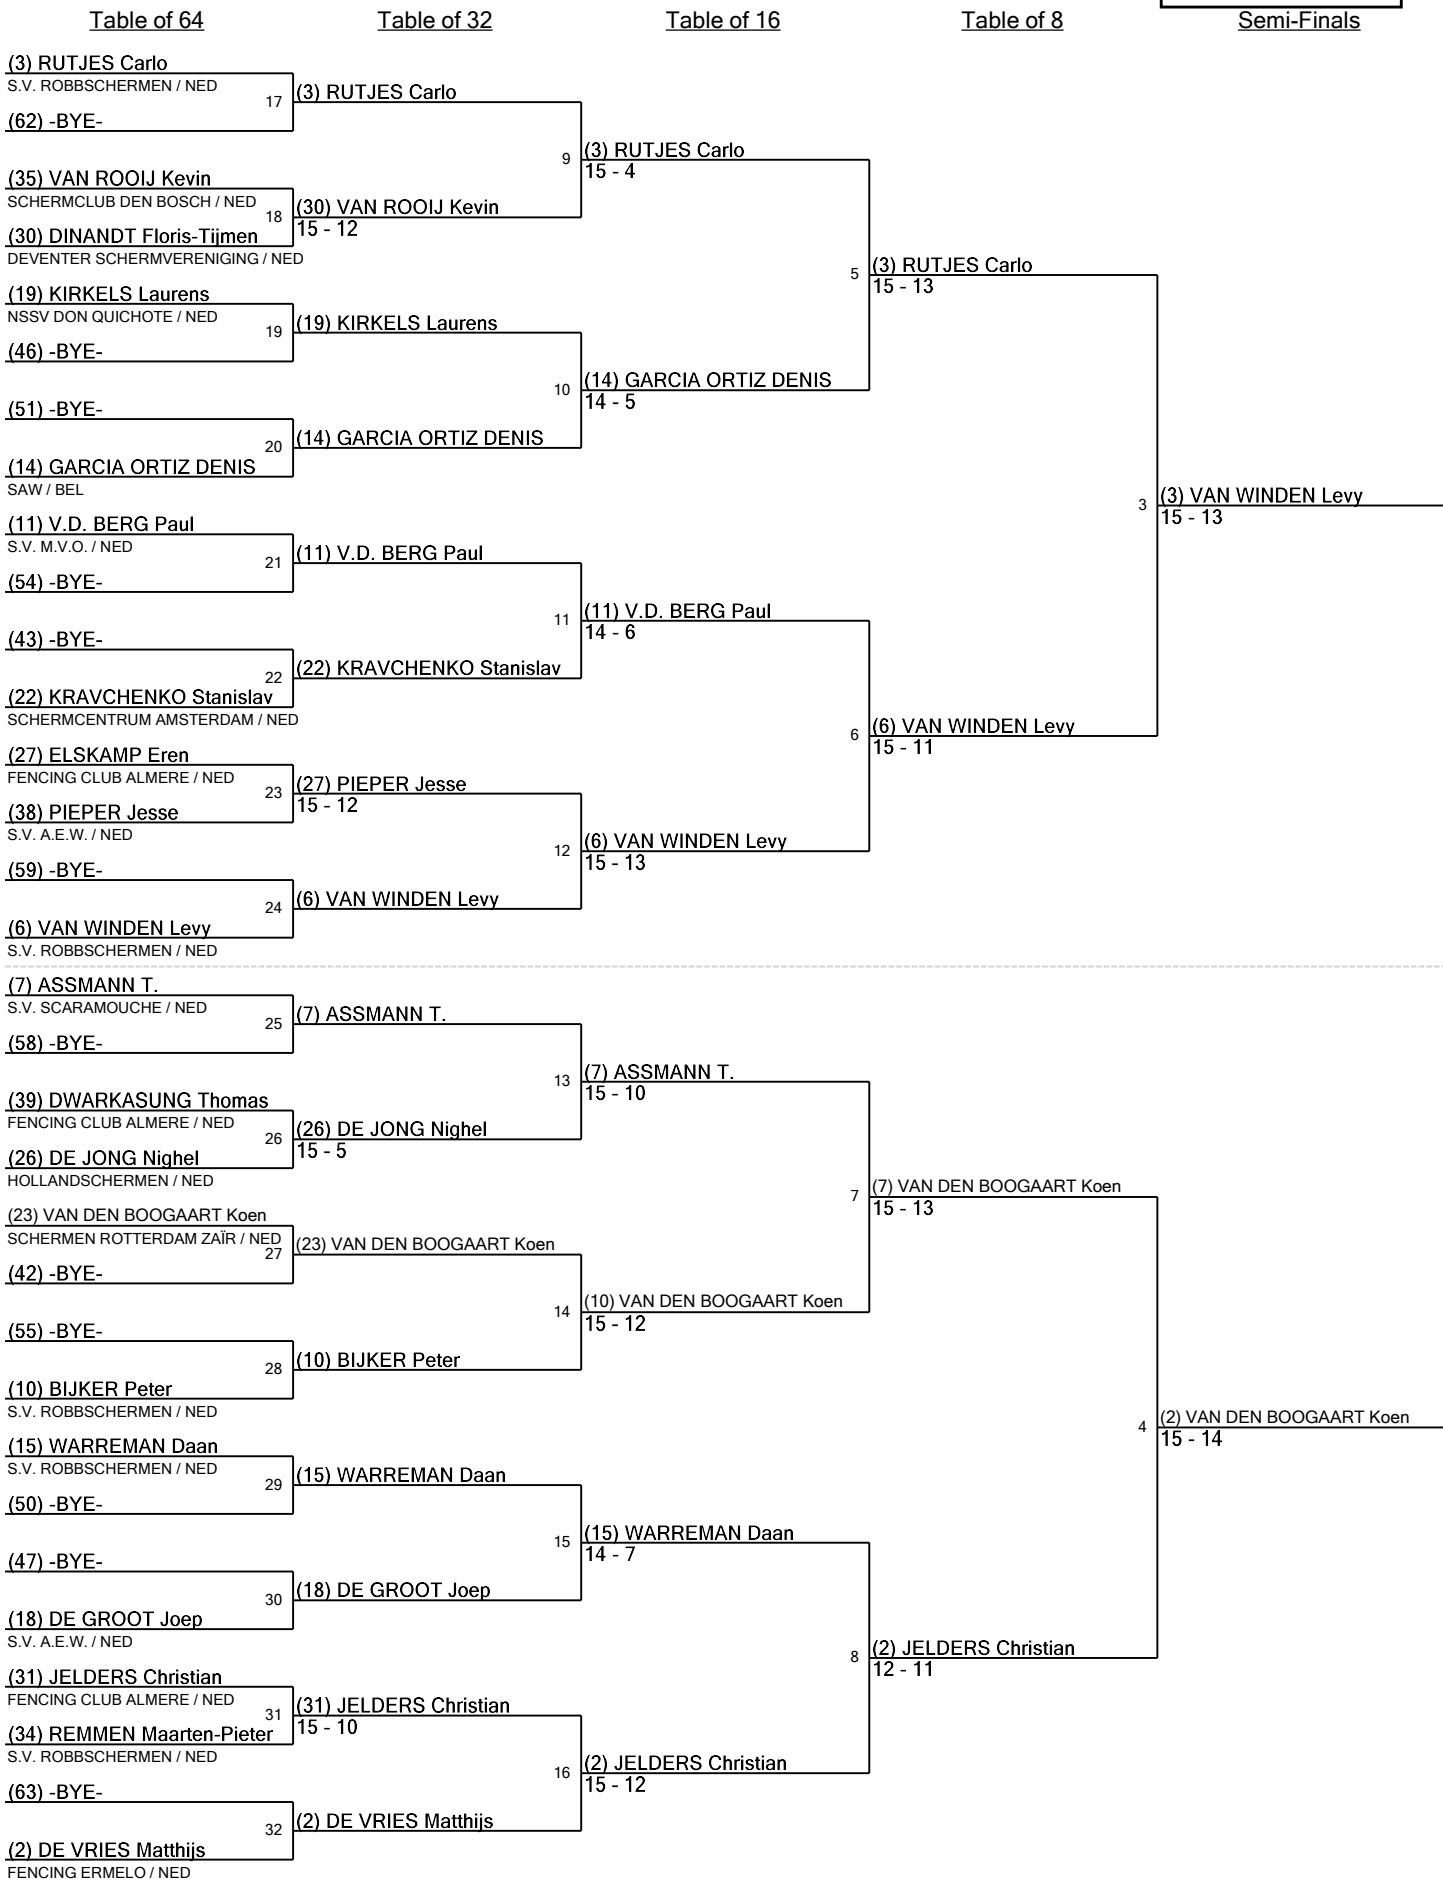 Table of 64
Table of 32
Table of 16
Table of 8
Semi-Finals
(3) RUTJES Carlo
S.V. ROBBSCHERMEN / NED
17
(3) RUTJES Carlo
(62) -BYE-
9
(3) RUTJES Carlo
15 - 4
(35) VAN ROOIJ Kevin
SCHERMCLUB DEN BOSCH / NED
18
(30) VAN ROOIJ Kevin
15 - 12
(30) DINANDT Floris-Tijmen
DEVENTER SCHERMVERENIGING / NED
5
(3) RUTJES Carlo
15 - 13
(19) KIRKELS Laurens
NSSV DON QUICHOTE / NED
19
(19) KIRKELS Laurens
(46) -BYE-
10
(14) GARCIA ORTIZ DENIS
14 - 5
(51) -BYE-
20
(14) GARCIA ORTIZ DENIS
(14) GARCIA ORTIZ DENIS
SAW / BEL
3
(3) VAN WINDEN Levy
15 - 13
(11) V.D. BERG Paul
S.V. M.V.O. / NED
21
(11) V.D. BERG Paul
(54) -BYE-
11
(11) V.D. BERG Paul
14 - 6
(43) -BYE-
22
(22) KRAVCHENKO Stanislav
(22) KRAVCHENKO Stanislav
SCHERMCENTRUM AMSTERDAM / NED
6
(6) VAN WINDEN Levy
15 - 11
(27) ELSKAMP Eren
FENCING CLUB ALMERE / NED
23
(27) PIEPER Jesse
15 - 12
(38) PIEPER Jesse
S.V. A.E.W. / NED
12
(6) VAN WINDEN Levy
15 - 13
(59) -BYE-
24
(6) VAN WINDEN Levy
(6) VAN WINDEN Levy
S.V. ROBBSCHERMEN / NED
(7) ASSMANN T.
S.V. SCARAMOUCHE / NED
25
(7) ASSMANN T.
(58) -BYE-
13
(7) ASSMANN T.
15 - 10
(39) DWARKASUNG Thomas
FENCING CLUB ALMERE / NED
26
(26) DE JONG Nighel
15 - 5
(26) DE JONG Nighel
HOLLANDSCHERMEN / NED
7
(7) VAN DEN BOOGAART Koen
15 - 13
(23) VAN DEN BOOGAART Koen
SCHERMEN ROTTERDAM ZAÏR / NED
27
(23) VAN DEN BOOGAART Koen
(42) -BYE-
14
(10) VAN DEN BOOGAART Koen
15 - 12
(55) -BYE-
28
(10) BIJKER Peter
(10) BIJKER Peter
S.V. ROBBSCHERMEN / NED
4
(2) VAN DEN BOOGAART Koen
15 - 14
(15) WARREMAN Daan
S.V. ROBBSCHERMEN / NED
29
(15) WARREMAN Daan
(50) -BYE-
15
(15) WARREMAN Daan
14 - 7
(47) -BYE-
30
(18) DE GROOT Joep
(18) DE GROOT Joep
S.V. A.E.W. / NED
8
(2) JELDERS Christian
12 - 11
(31) JELDERS Christian
FENCING CLUB ALMERE / NED
31
(31) JELDERS Christian
15 - 10
(34) REMMEN Maarten-Pieter
S.V. ROBBSCHERMEN / NED
16
(2) JELDERS Christian
15 - 12
(63) -BYE-
32
(2) DE VRIES Matthijs
(2) DE VRIES Matthijs
FENCING ERMELO / NED